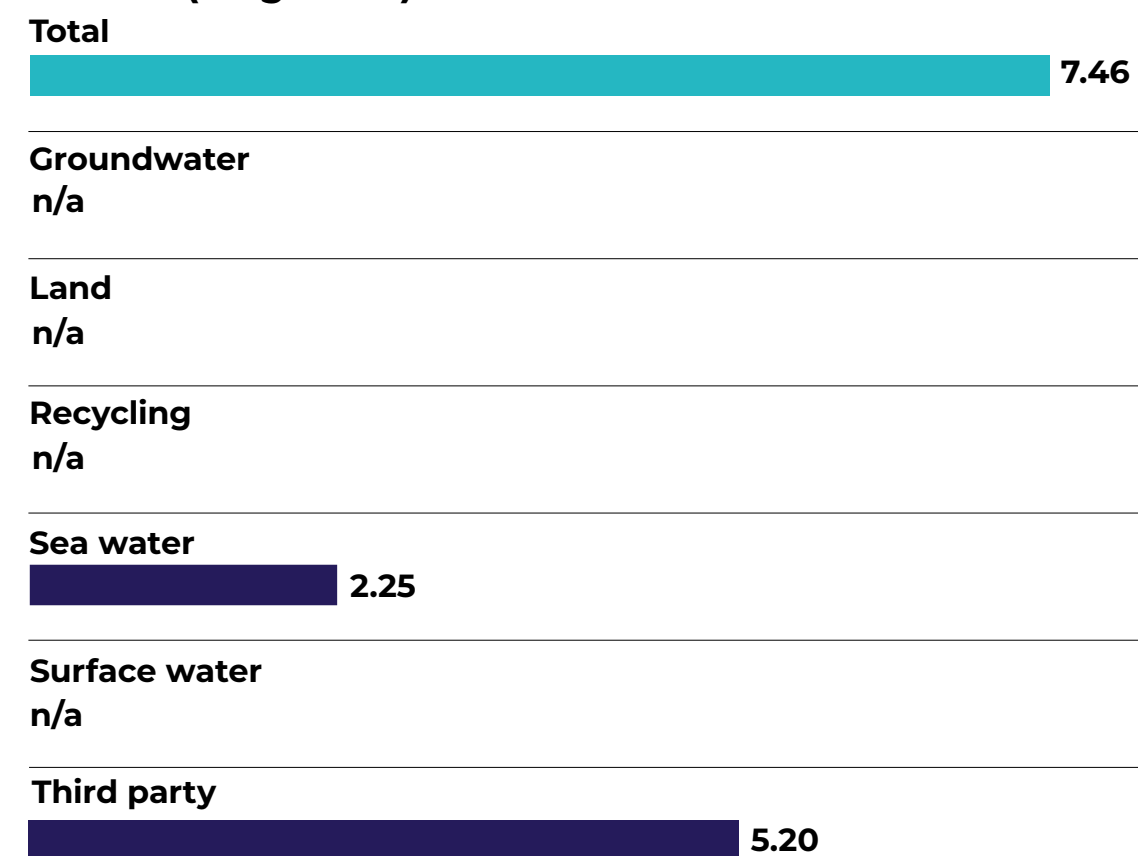 Total
7.46
Groundwater
n/a
Land
n/a
Recycling
n/a
Sea water
2.25
Surface water
n/a
Third party
5.20